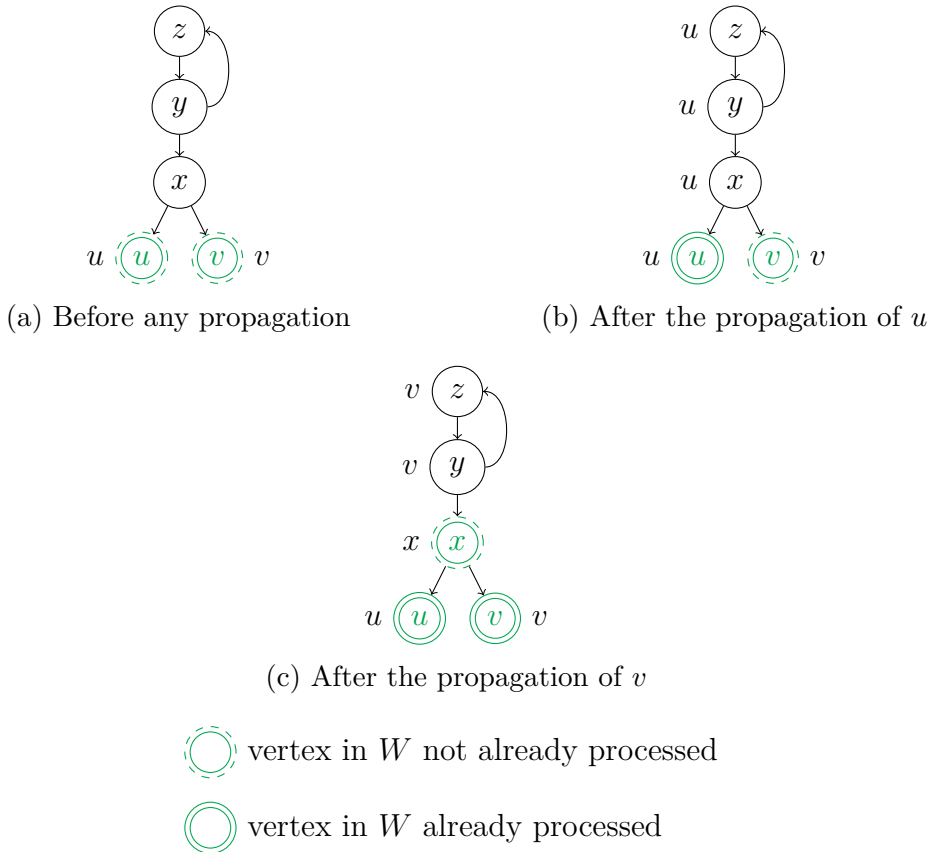 z
u z
y
u y
x
u x
u u v v
u u v v
(a) Before any propagation
(b) After the propagation of u
v z
v y
x x
u u v v
(c) After the propagation of v
vertex in W not already processed
vertex in W already processed